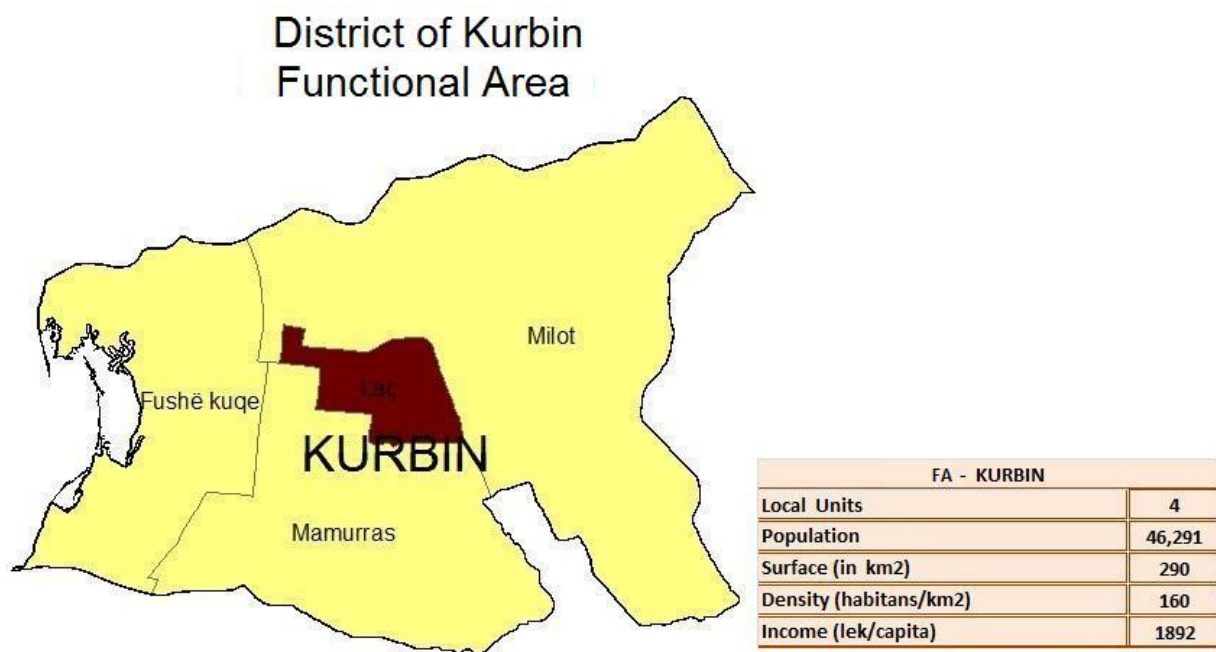 District of Kurbin
Functional Area
Milot
Laç
Fushë kuqe
KURBIN
Mamurras
FA - KURBIN
Local Units 4
Population 46,291
Surface (in km2) 290
Density (habitans/km2) 160
Income (lek/capita) 1892